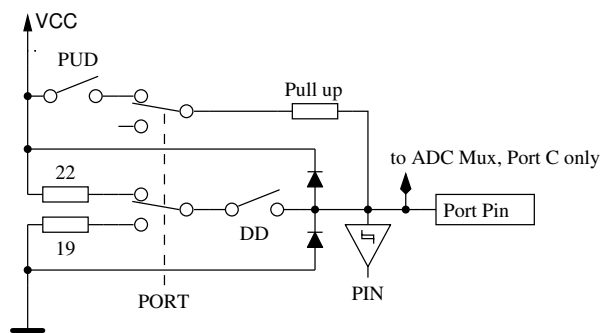 VCC
PUD
Pull up
to ADC Mux, Port C only
22
Port Pin
DD
19
PIN
PORT